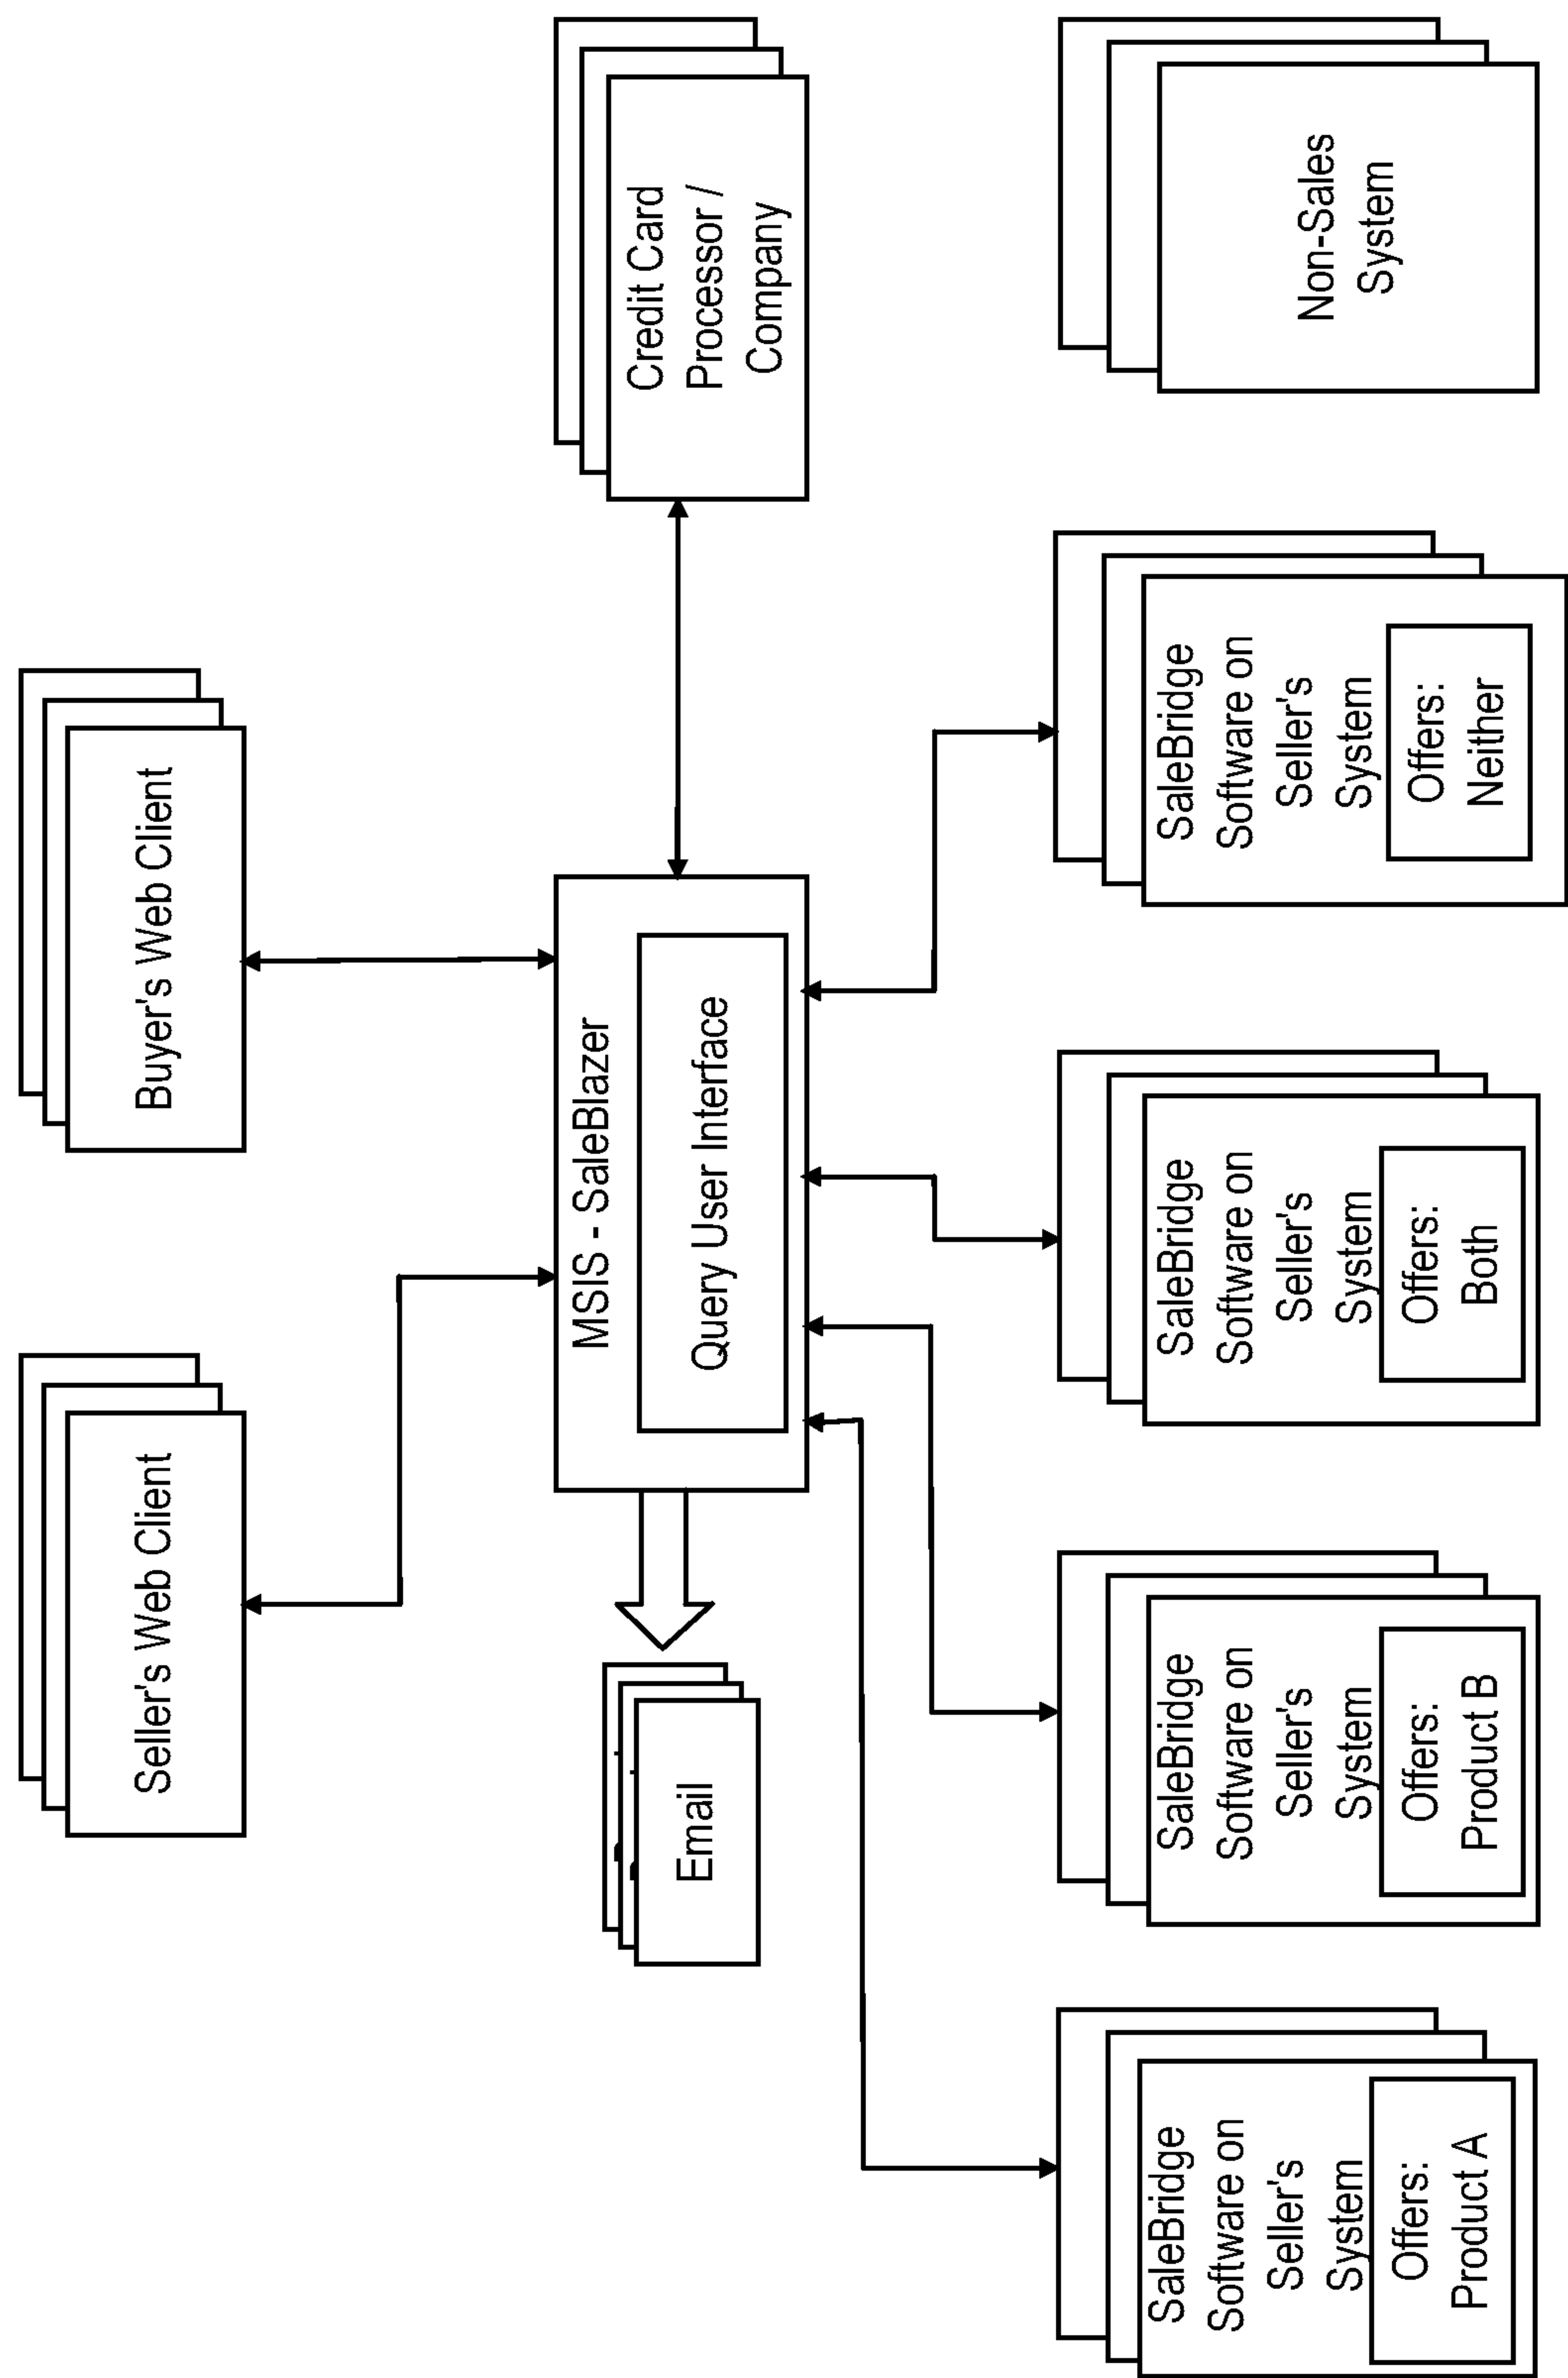 Seller's Web Client
Buyer's Web Client
Email
MSIS - SaleBlazer
Query User Interface
Credit Card
Processor /
Company
SaleBridge
Software on
Seller's
System
Offers:
Product A
SaleBridge
Software on
Seller's
System
Offers:
Product B
SaleBridge
Software on
Seller's
System
Offers:
Both
SaleBridge
Software on
Seller's
System
Offers:
Neither
Non-Sales
System